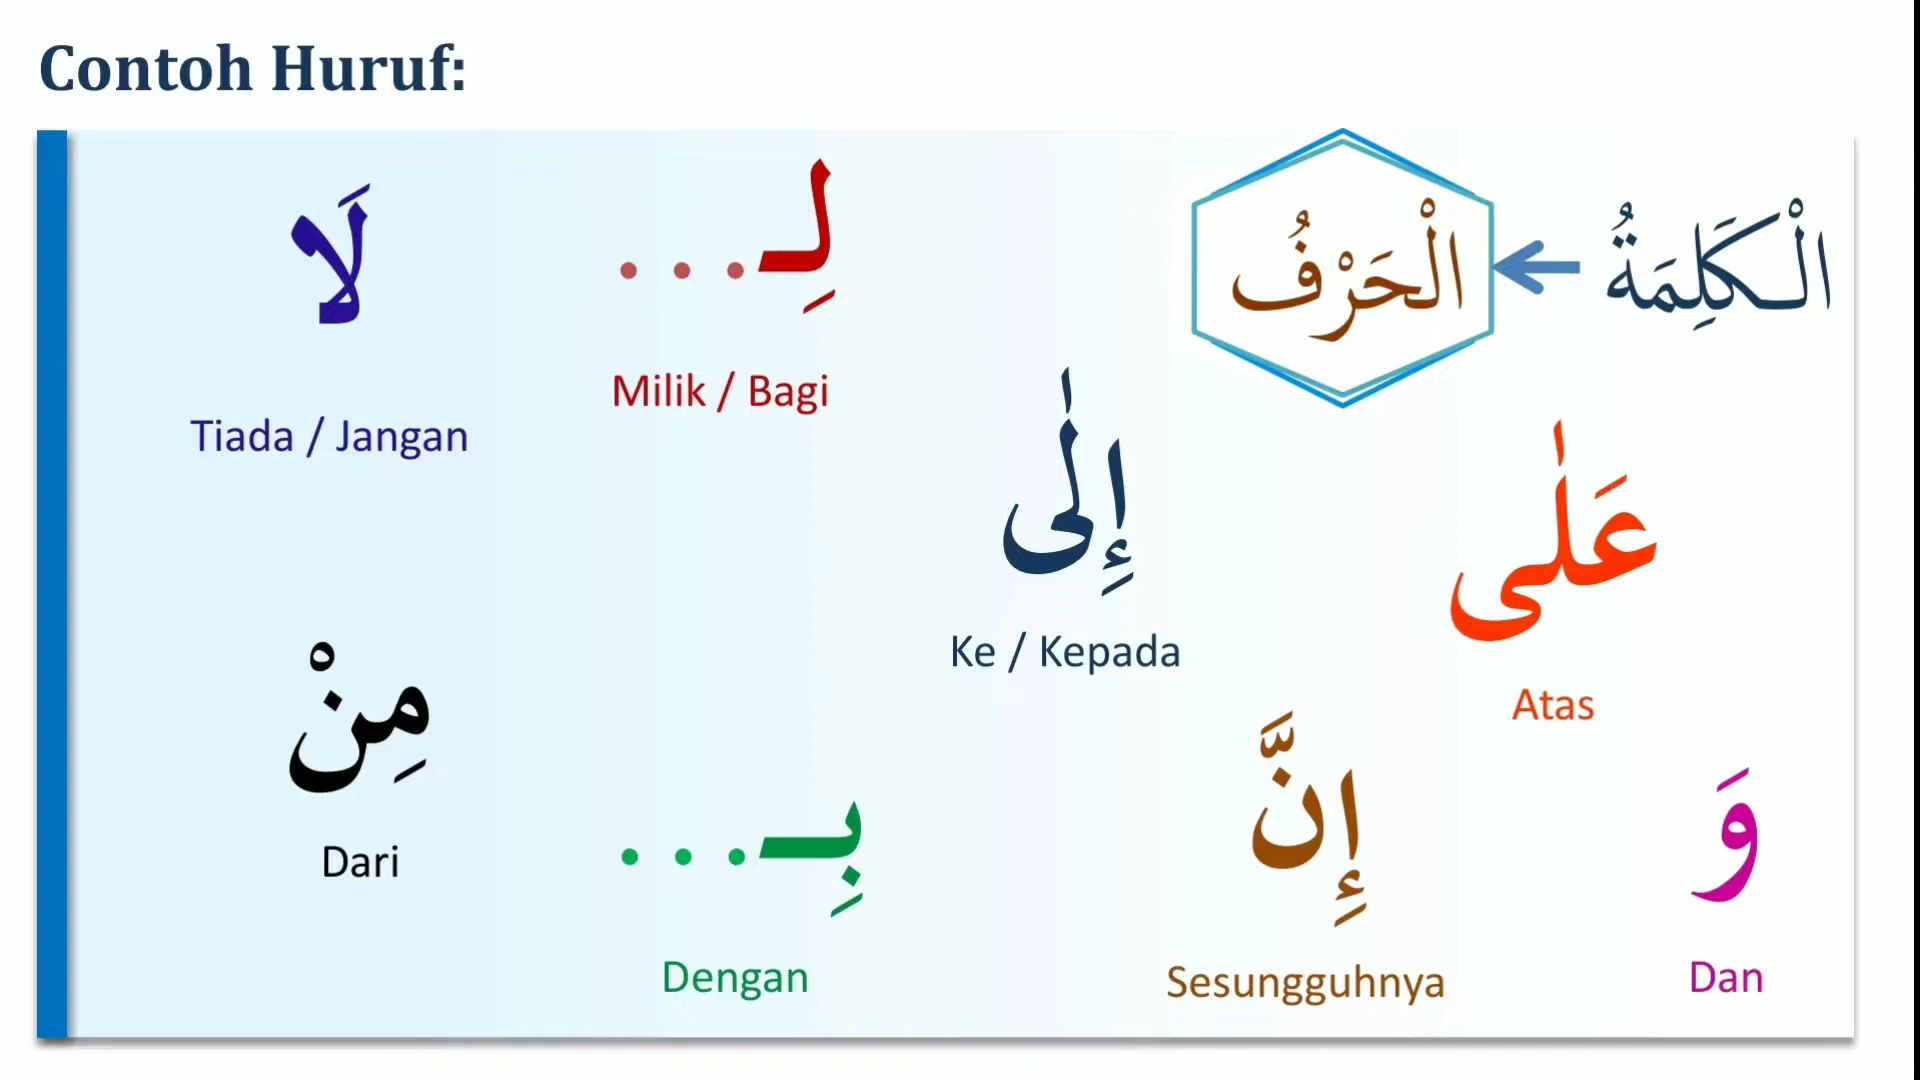 Contoh Huruf:
الْكَلِمَةُ
الْحَرْفُ
لِـ...
لَا
Milik / Bagi
Tiada / Jangan
إِلٰى
عَلٰى
Ke / Kepada
Atas
مِنْ
Dari
وَ
إِنَّ
بِـ...
Dengan
Sesungguhnya
Dan